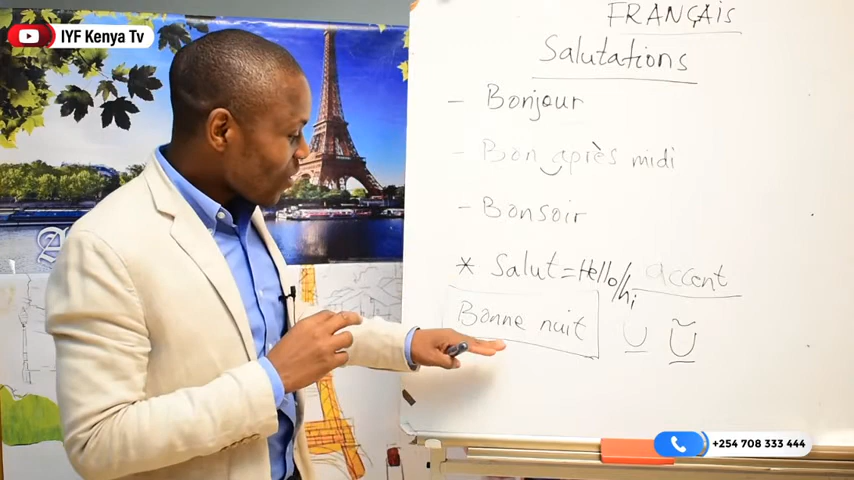 IYF Kenya Tv
FRANÇAIS
Salutations
- Bonjour
- Bon après midi
- Bonsoir
* Salut = Hello/hi
accent
Bonne nuit
+254 708 333 444